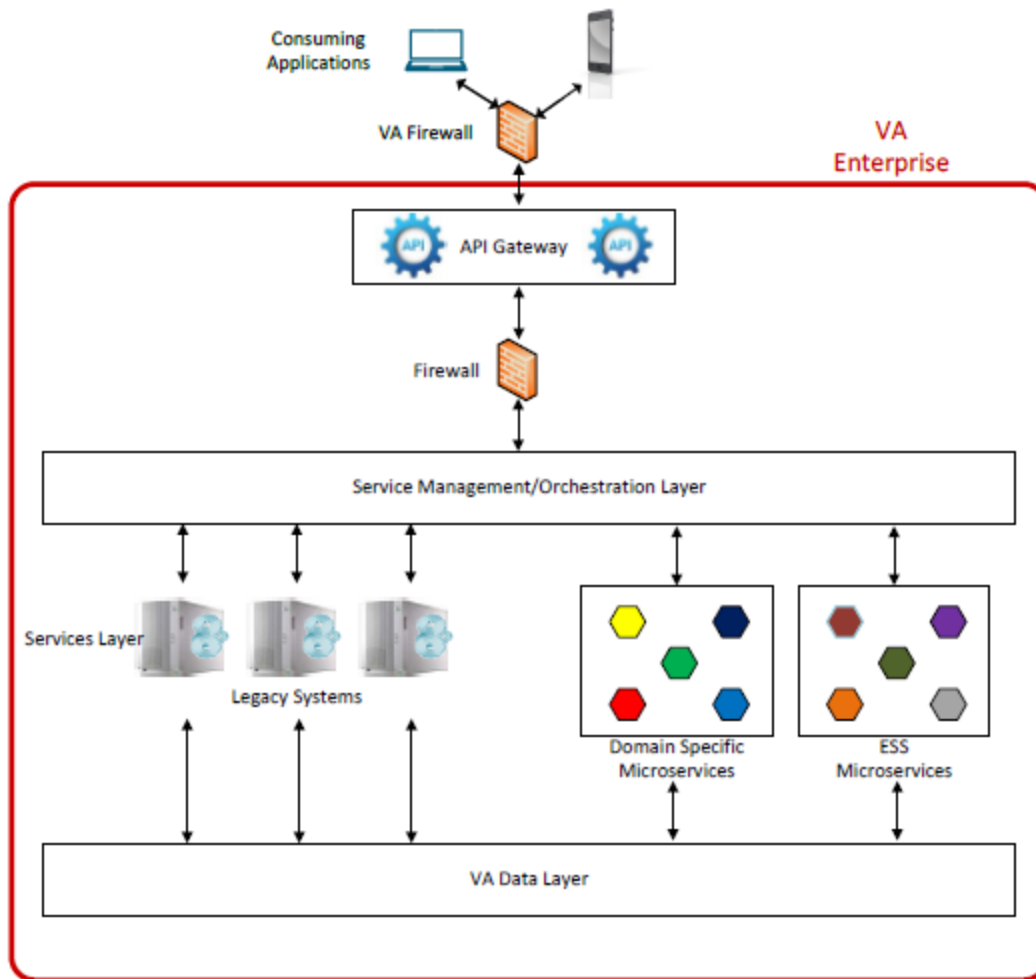 Consuming
Applications
VA Firewall
VA
Enterprise
API
API Gateway
API
Firewall
Service Management/Orchestration Layer
Services Layer
Legacy Systems
Domain Specific
Microservices
ESS
Microservices
VA Data Layer